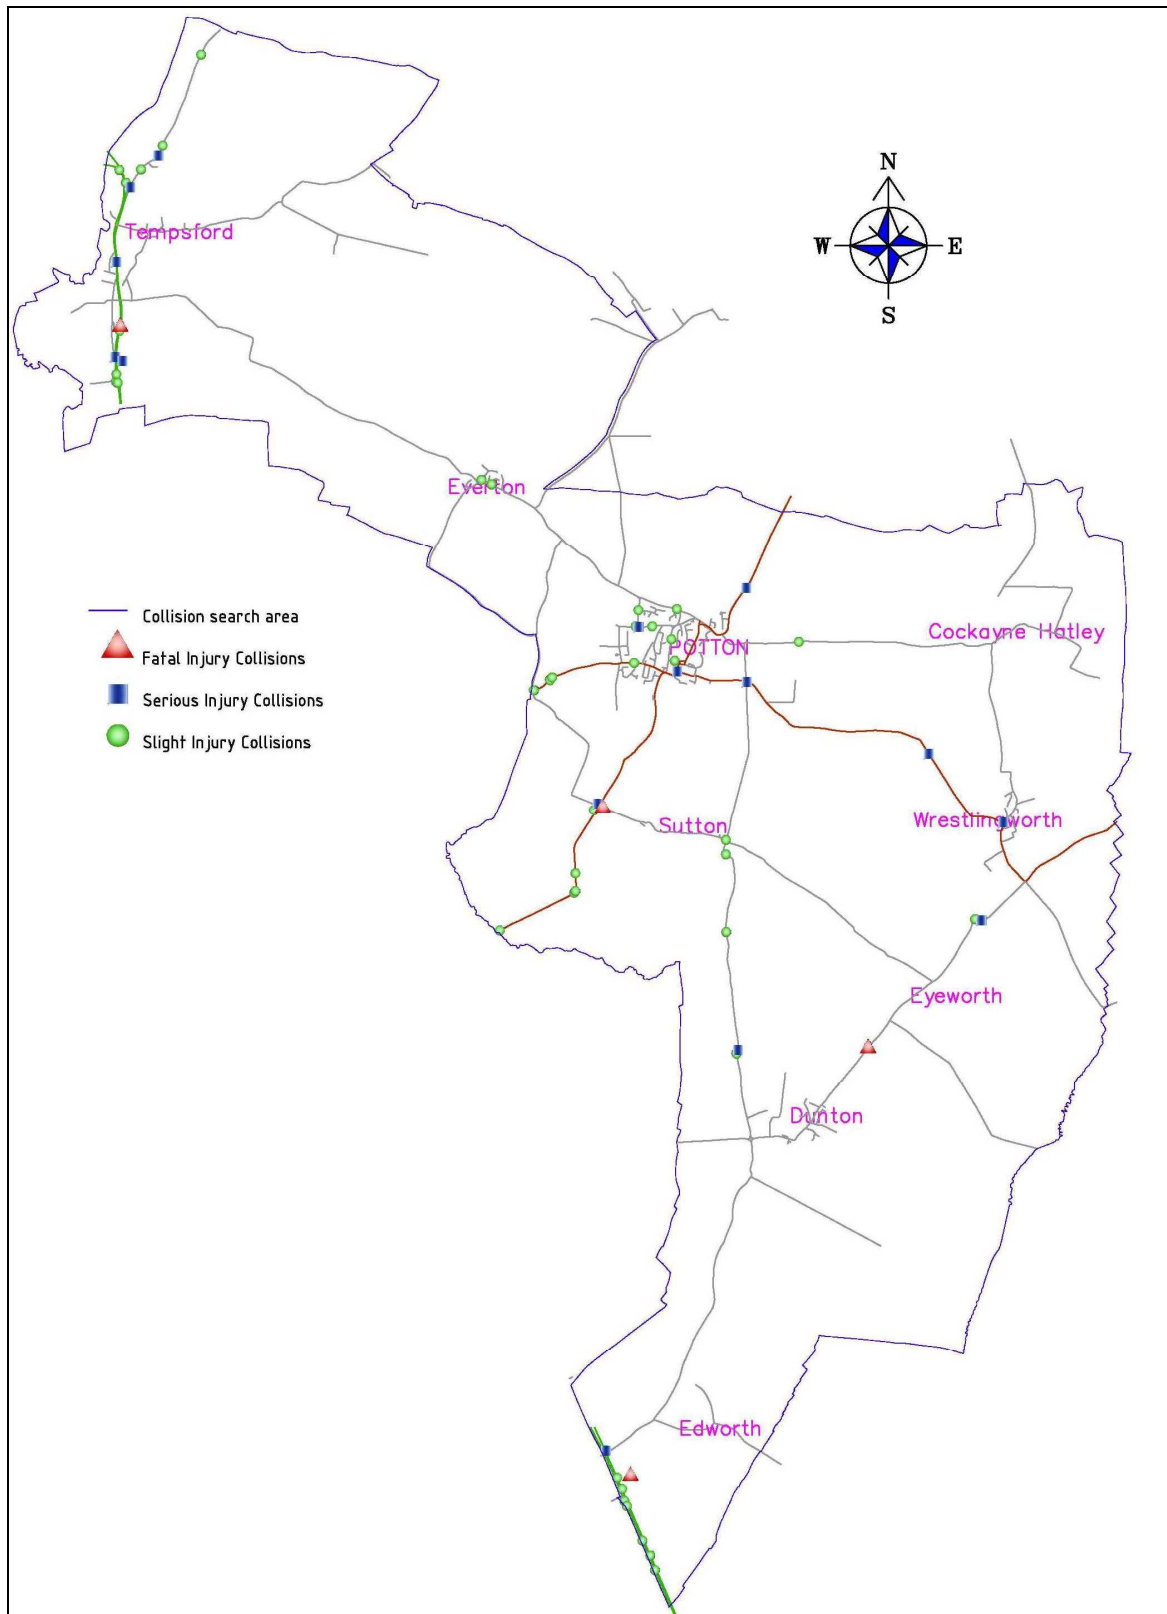 N
W
E
S
Tempsford
Everton
Collision search area
Fatal Injury Collisions
Serious Injury Collisions
Slight Injury Collisions
POTTON
Cockayne Hatley
Sutton
Wrestlingworth
Eyeworth
Dunton
Edworth